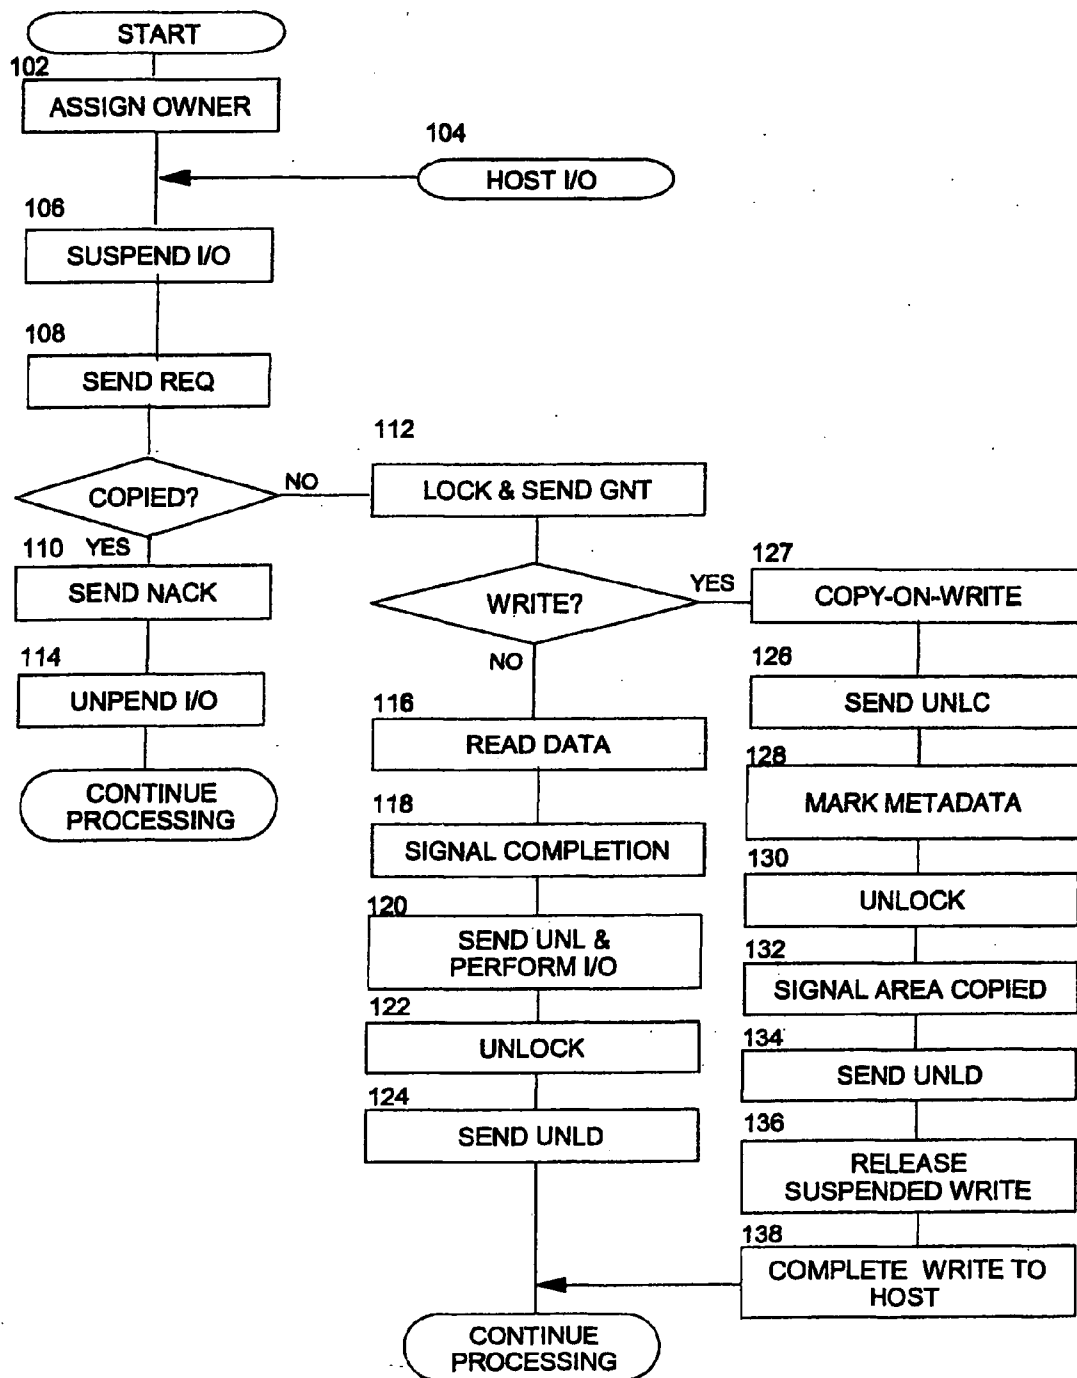 START
102
ASSIGN OWNER
104
HOST I/O
106
SUSPEND I/O
108
SEND REQ
COPIED?
NO
YES
110
SEND NACK
114
UNPEND I/O
CONTINUE
PROCESSING
112
LOCK & SEND GNT
WRITE?
YES
NO
116
READ DATA
118
SIGNAL COMPLETION
120
SEND UNL &
PERFORM I/O
122
UNLOCK
124
SEND UNLD
127
COPY-ON-WRITE
126
SEND UNLC
128
MARK METADATA
130
UNLOCK
132
SIGNAL AREA COPIED
134
SEND UNLD
136
RELEASE
SUSPENDED WRITE
138
COMPLETE WRITE TO
HOST
CONTINUE
PROCESSING